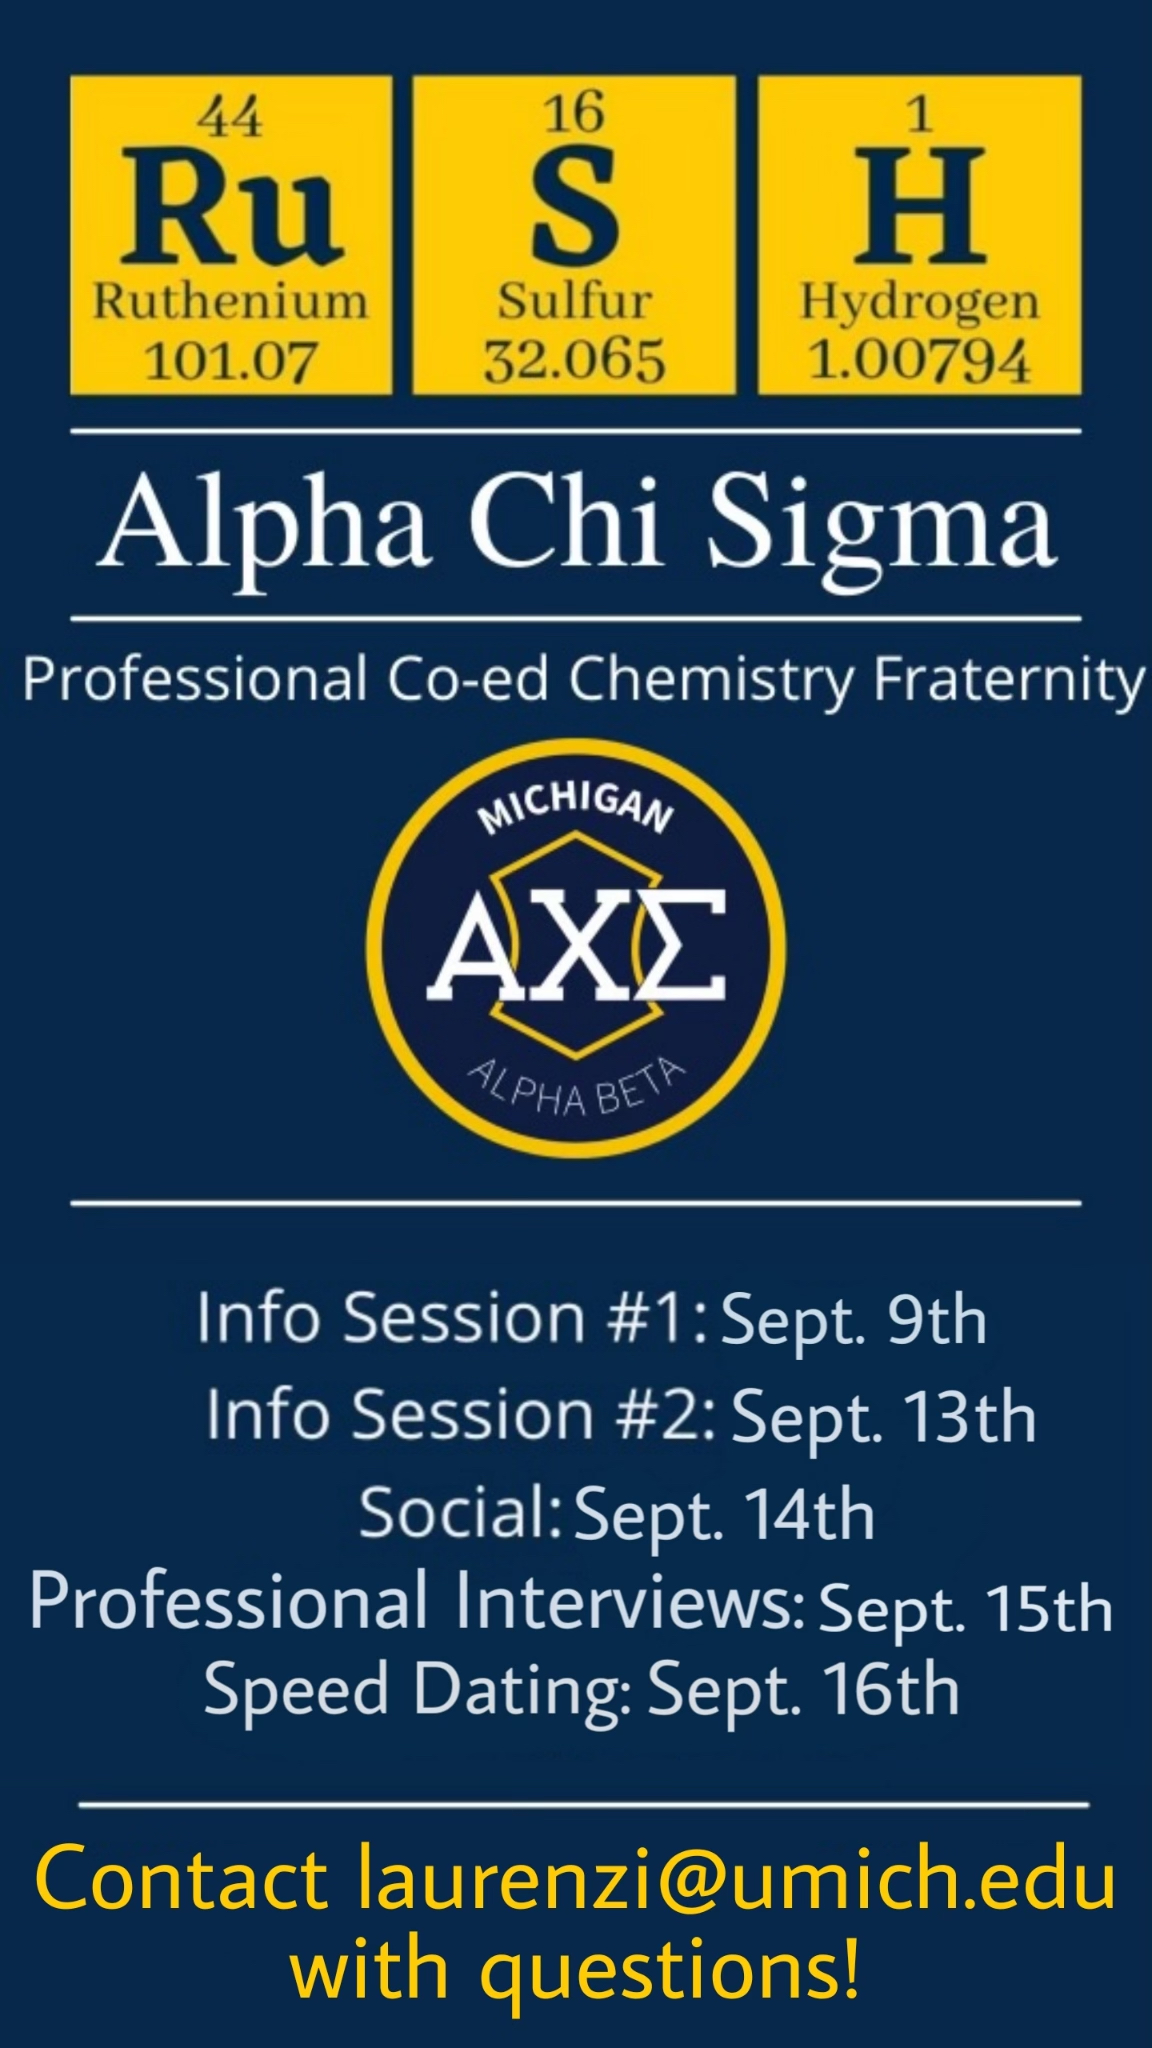 44 16 1
Ru S H
Ruthenium Sulfur Hydrogen
101.07 32.065 1.00794
Alpha Chi Sigma
Professional Co-ed Chemistry Fraternity
MICHIGAN
ΑΧΣ
ALPHA BETA
Info Session #1: Sept. 9th
Info Session #2: Sept. 13th
Social: Sept. 14th
Professional Interviews: Sept. 15th
Speed Dating: Sept. 16th
Contact laurenzi@umich.edu
with questions!